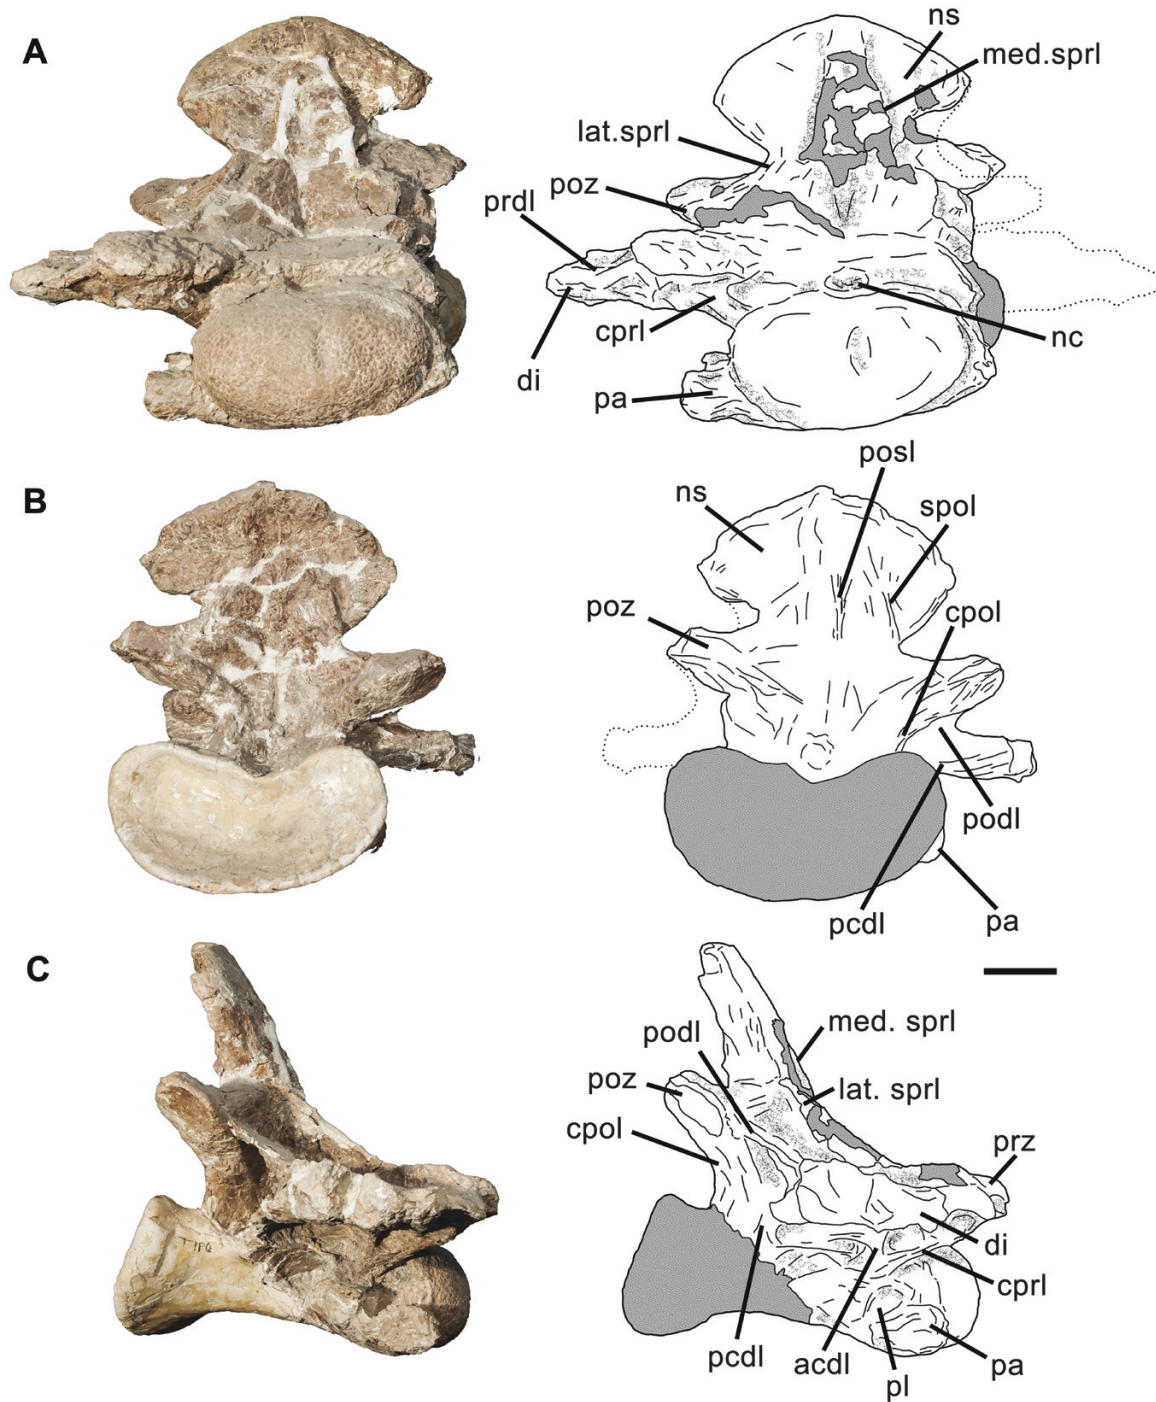 A
ns
med.sprl
lat.sprl
poz
prdl
cprl
nc
di
pa
B
posl
ns
spol
poz
cpol
podl
pcdl
pa
C
med. sprl
podl
lat. sprl
poz
cpol
prz
di
cprl
pcdl
acdl
pa
pl